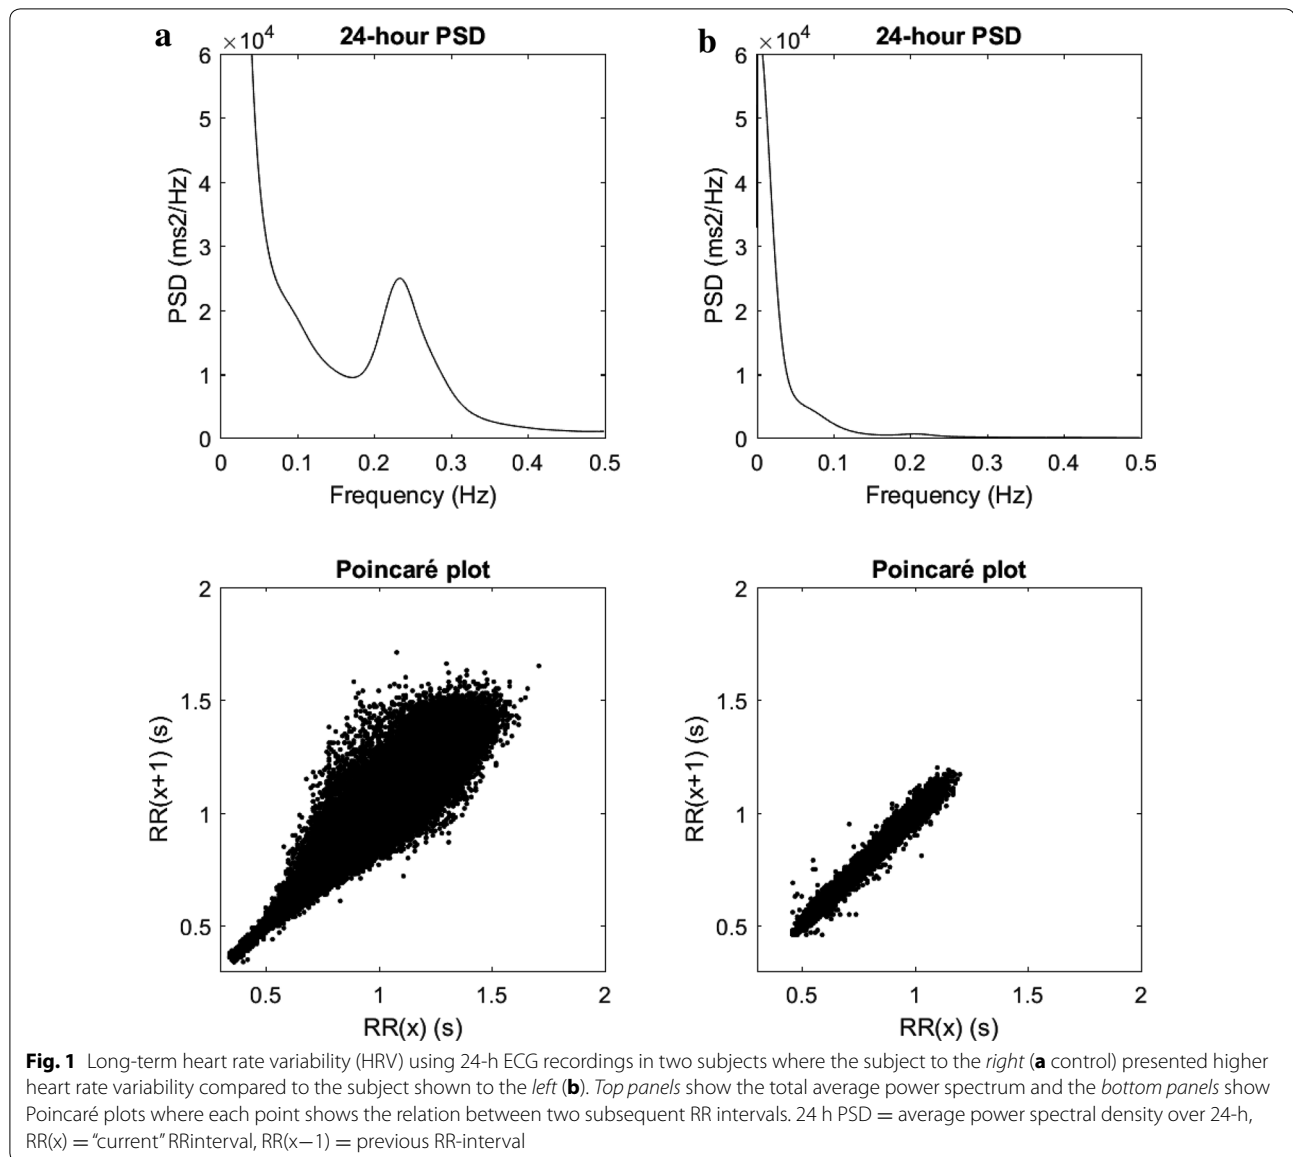 a
×10⁴
24-hour PSD
6
5
4
3
2
1
0
PSD (ms2/Hz)
0 0.1 0.2 0.3 0.4 0.5
Frequency (Hz)
b
×10⁴
24-hour PSD
6
5
4
3
2
1
0
PSD (ms2/Hz)
0 0.1 0.2 0.3 0.4 0.5
Frequency (Hz)
Poincaré plot
2
1.5
1
0.5
RR(x+1) (s)
0.5 1 1.5 2
RR(x) (s)
Poincaré plot
2
1.5
1
0.5
RR(x+1) (s)
0.5 1 1.5 2
RR(x) (s)
Fig. 1 Long-term heart rate variability (HRV) using 24-h ECG recordings in two subjects where the subject to the right (a control) presented higher
heart rate variability compared to the subject shown to the left (b). Top panels show the total average power spectrum and the bottom panels show
Poincaré plots where each point shows the relation between two subsequent RR intervals. 24 h PSD = average power spectral density over 24-h,
RR(x) = “current” RRinterval, RR(x−1) = previous RR-interval